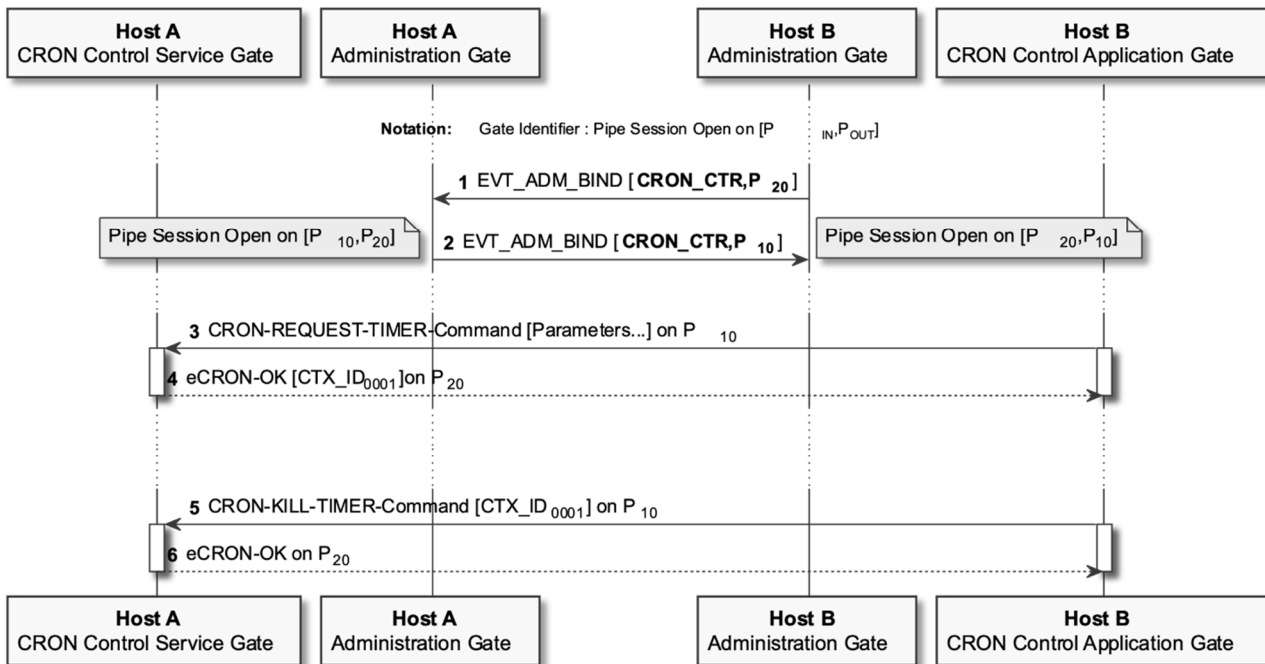 Host A
CRON Control Service Gate
Host A
Administration Gate
Host B
Administration Gate
Host B
CRON Control Application Gate
Notation: Gate Identifier : Pipe Session Open on [P IN,POUT]
1 EVT_ADM_BIND [ CRON_CTR,P 20 ]
Pipe Session Open on [P 10,P20]
2 EVT_ADM_BIND [ CRON_CTR,P 10 ]
Pipe Session Open on [P 20,P10]
3 CRON-REQUEST-TIMER-Command [Parameters...] on P 10
4 eCRON-OK [CTX_ID0001]on P20
5 CRON-KILL-TIMER-Command [CTX_ID 0001] on P 10
6 eCRON-OK on P20
Host A
CRON Control Service Gate
Host A
Administration Gate
Host B
Administration Gate
Host B
CRON Control Application Gate